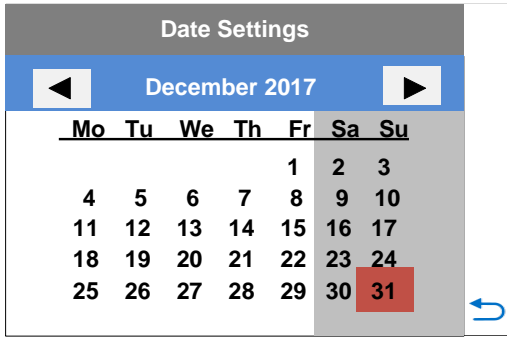 Date Settings
December 2017
Mo Tu We Th Fr Sa Su
1 2 3
4 5 6 7 8 9 10
11 12 13 14 15 16 17
18 19 20 21 22 23 24
25 26 27 28 29 30 31